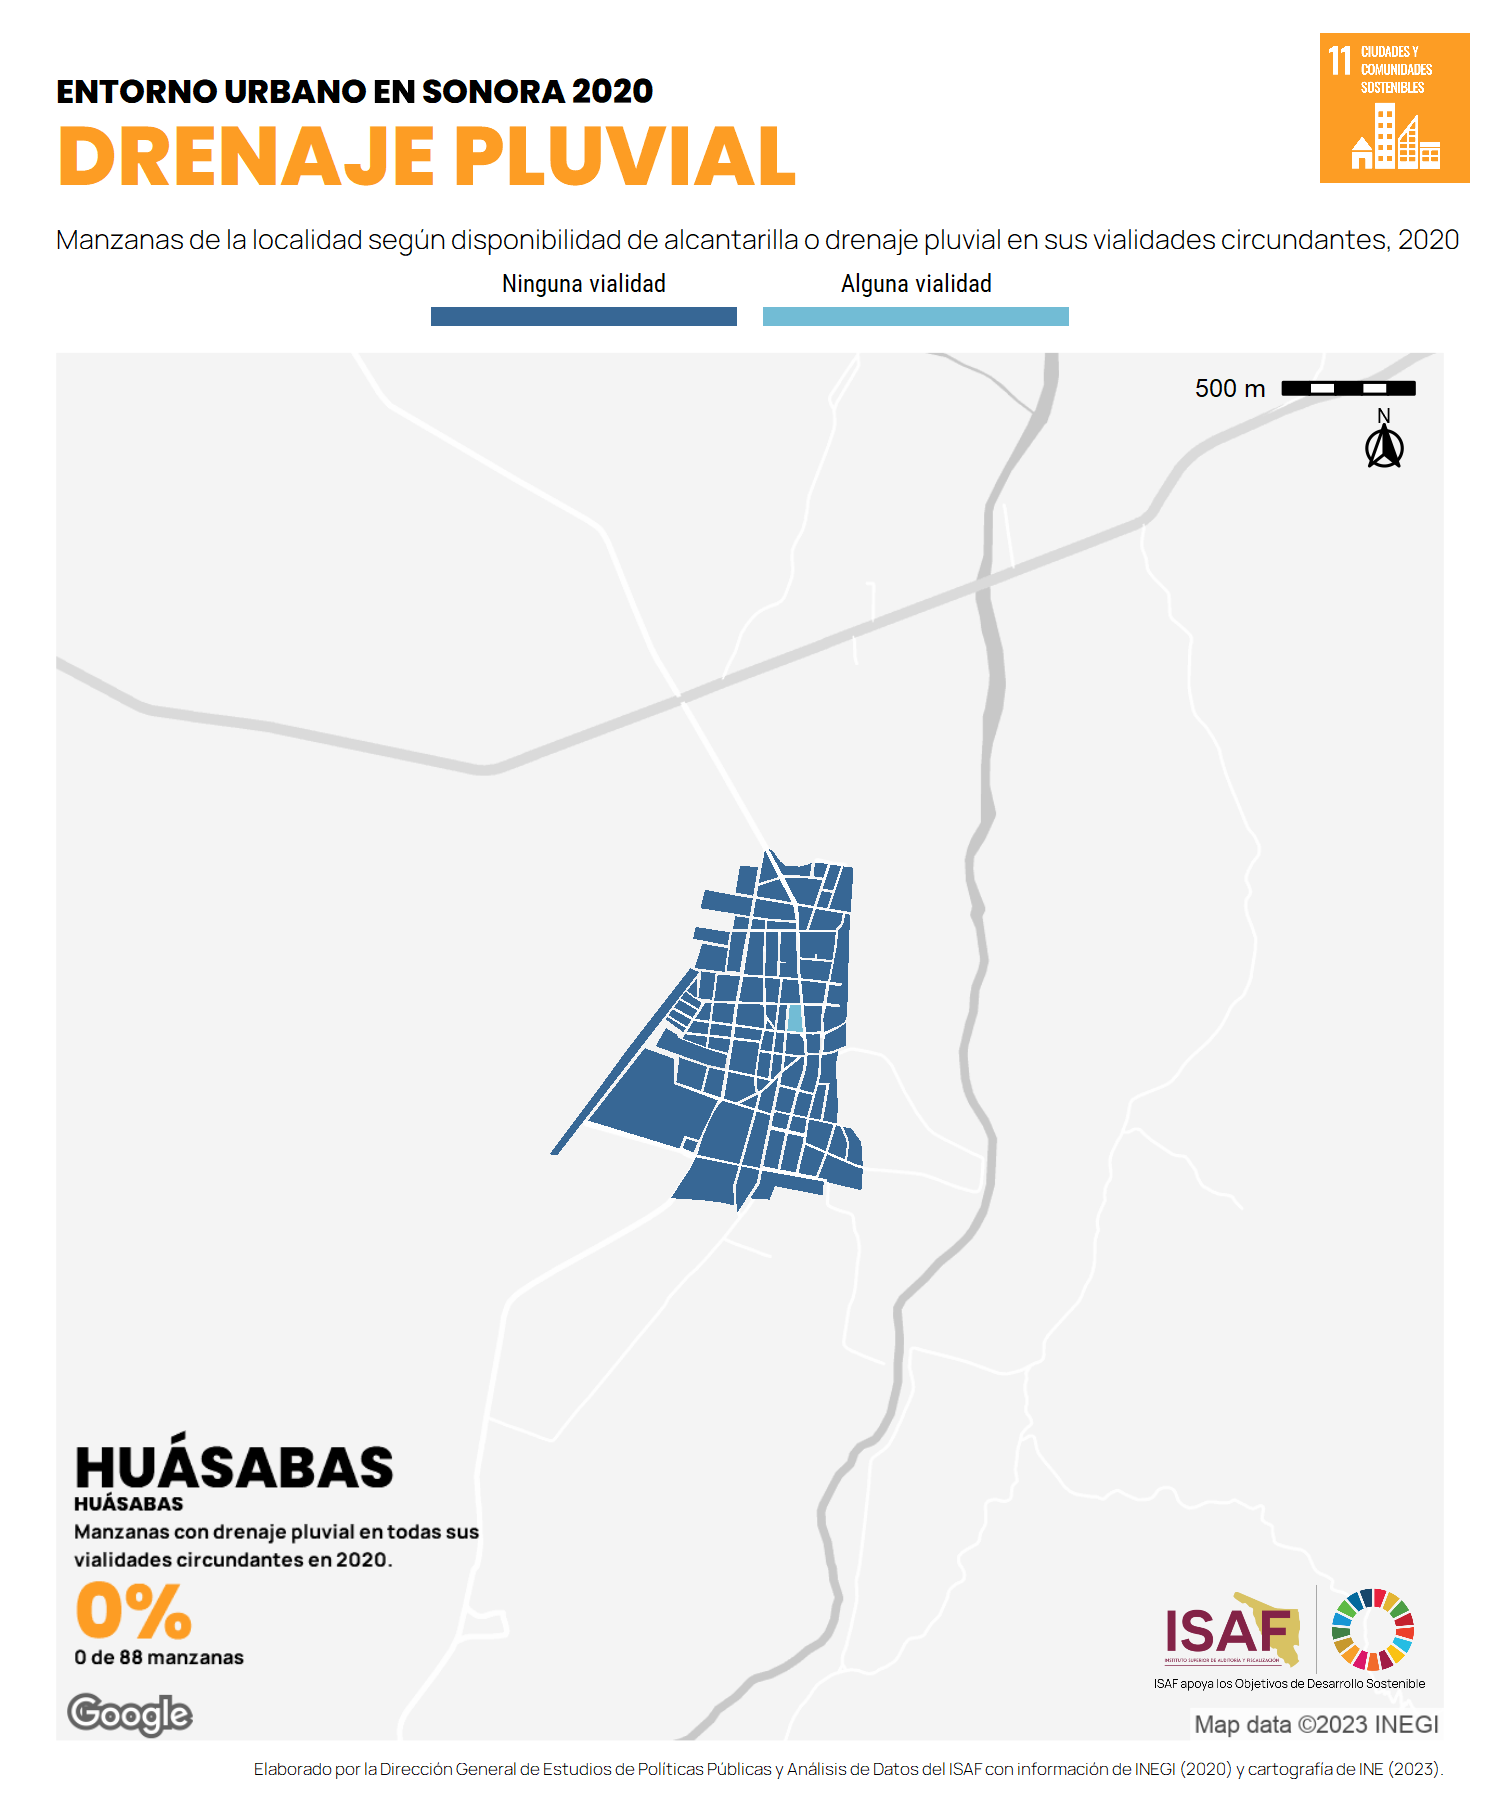 ENTORNO URBANO EN SONORA 2020
DRENAJE PLUVIAL
11 CIUDADES Y
COMUNIDADES
SOSTENIBLES
Manzanas de la localidad según disponibilidad de alcantarilla o drenaje pluvial en sus vialidades circundantes, 2020
Ninguna vialidad
Alguna vialidad
500 m
N
HUÁSABAS
HUÁSABAS
Manzanas con drenaje pluvial en todas sus
vialidades circundantes en 2020.
0%
0 de 88 manzanas
Google
ISAF
INSTITUTO SUPERIOR DE AUDITORÍA Y FISCALIZACIÓN
ISAF apoya los Objetivos de Desarrollo Sostenible
Map data ©2023 INEGI
Elaborado por la Dirección General de Estudios de Políticas Públicas y Análisis de Datos del ISAF con información de INEGI (2020) y cartografía de INE (2023).